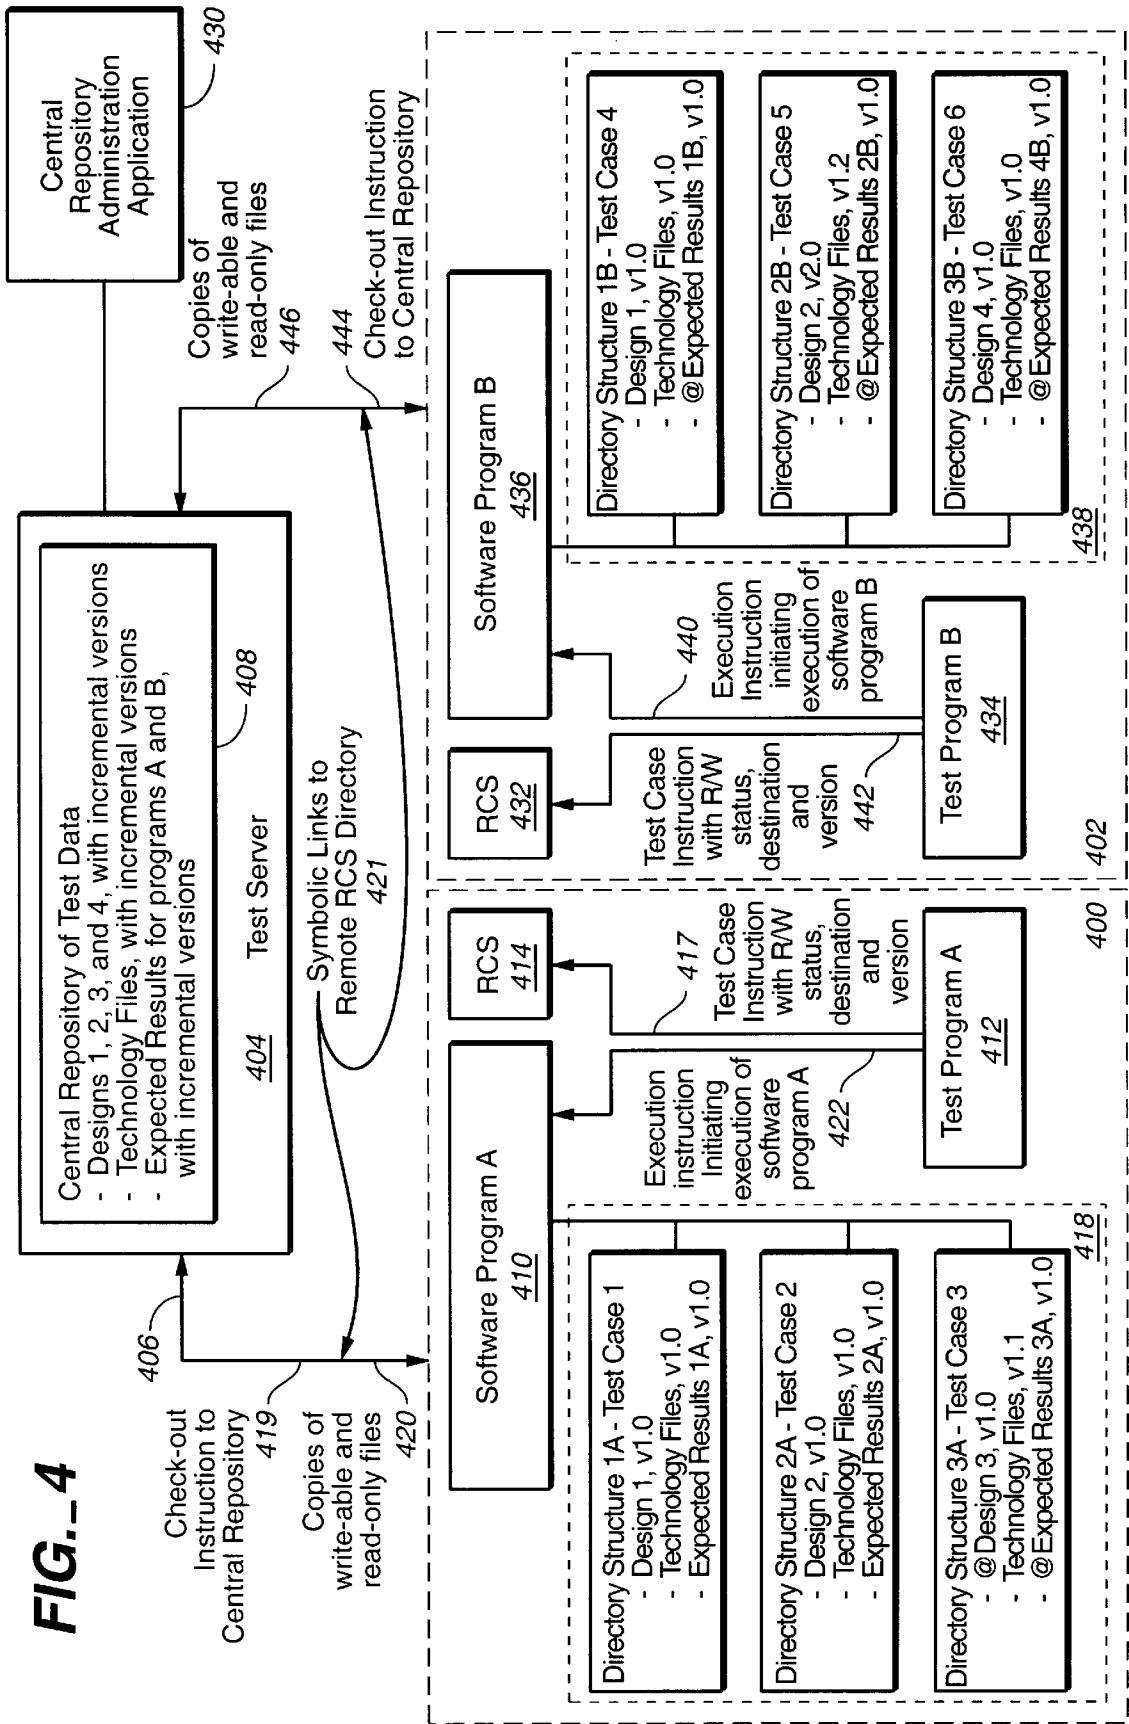 FIG._4
Central
Repository
Administration
Application
430
Central Repository of Test Data
- Designs 1, 2, 3, and 4, with incremental versions
- Technology Files, with incremental versions
- Expected Results for programs A and B,
with incremental versions
408
404
Test Server
406
Check-out
Instruction to
Central Repository
419
Copies of
write-able and
read-only files
420
Symbolic Links to
Remote RCS Directory
421
Copies of
write-able and
read-only files
446
444
Check-out Instruction
to Central Repository
Software Program A
410
RCS
414
Directory Structure 1A - Test Case 1
- Design 1, v1.0
- Technology Files, v1.0
- Expected Results 1A, v1.0
Directory Structure 2A - Test Case 2
- Design 2, v1.0
- Technology Files, v1.0
- Expected Results 2A, v1.0
Directory Structure 3A - Test Case 3
- @Design 3, v1.0
- Technology Files, v1.1
- @Expected Results 3A, v1.0
418
Execution
instruction
Initiating
execution of
software
program A
422
417
Test Case
Instruction
with R/W
status,
destination
and
version
Test Program A
412
400
RCS
432
Software Program B
436
Test Case
Instruction
with R/W
status,
destination
and
version
442
440
Execution
Instruction
initiating
execution of
software
program B
Test Program B
434
402
Directory Structure 1B - Test Case 4
- Design 1, v1.0
- Technology Files, v1.0
- @Expected Results 1B, v1.0
Directory Structure 2B - Test Case 5
- Design 2, v2.0
- Technology Files, v1.2
- @Expected Results 2B, v1.0
Directory Structure 3B - Test Case 6
- Design 4, v1.0
- Technology Files, v1.0
- @Expected Results 4B, v1.0
438